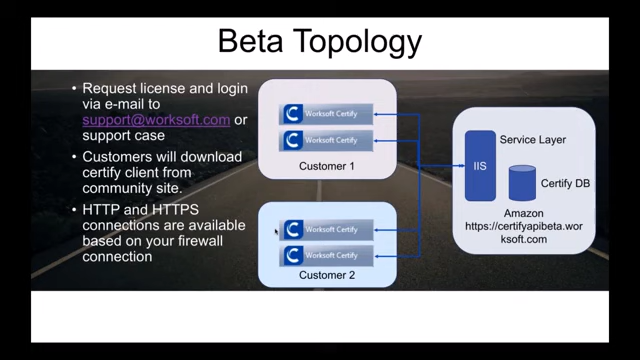 Beta Topology
• Request license and login
via e-mail to
support@worksoft.com or
support case
• Customers will download
certify client from
community site.
• HTTP and HTTPS
connections are available
based on your firewall
connection
Worksoft Certify
Worksoft Certify
Customer 1
Worksoft Certify
Worksoft Certify
Customer 2
IIS
Service Layer
Certify DB
Amazon
https://certifyapibeta.wor
ksoft.com